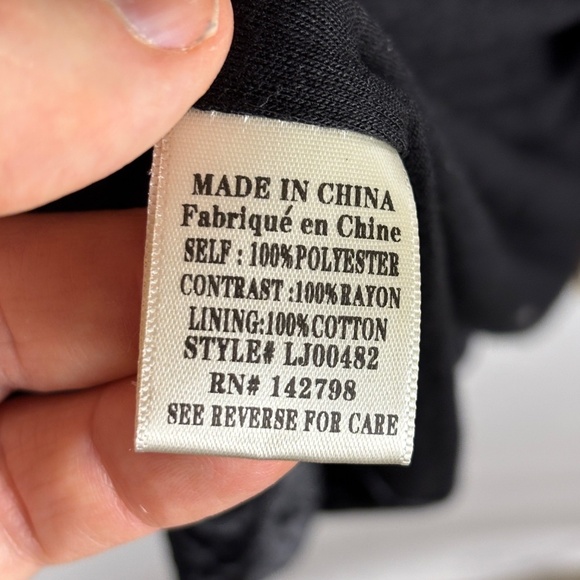 MADE IN CHINA
Fabriqué en Chine
SELF : 100%POLYESTER
CONTRAST :100%RAYON
LINING:100%COTTON
STYLE# LJ00482
RN# 142798
SEE REVERSE FOR CARE